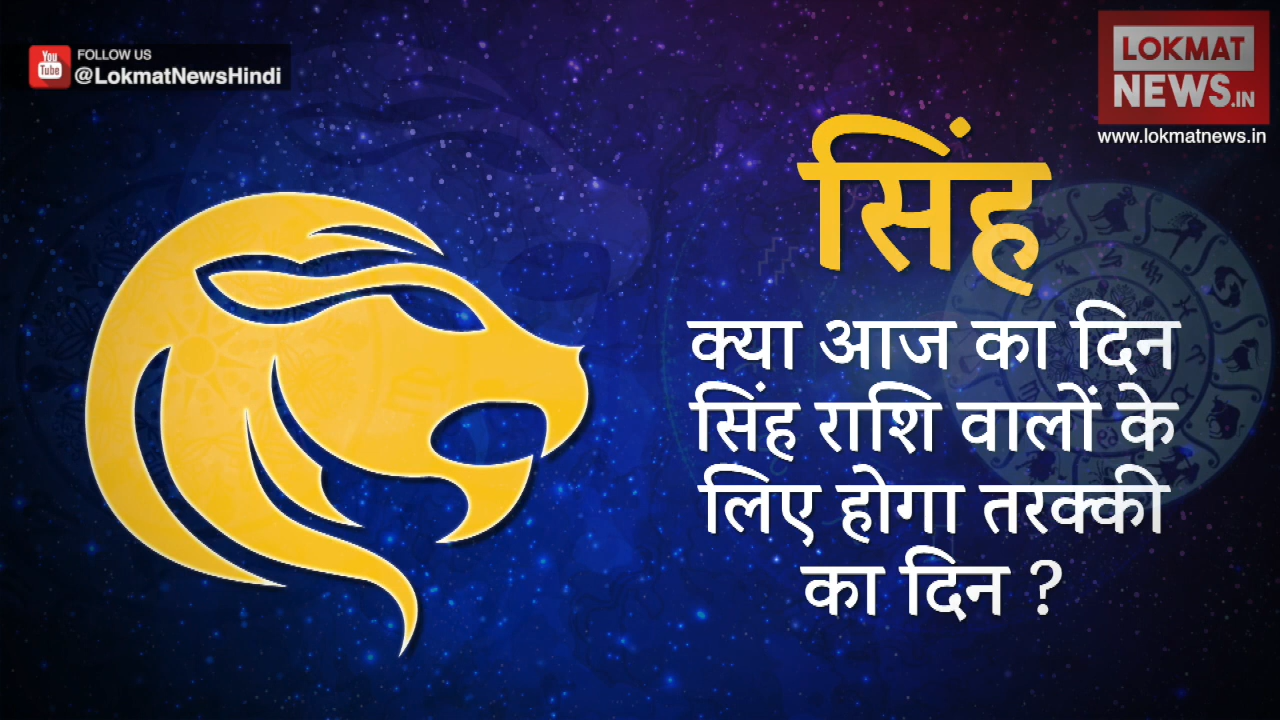 FOLLOW US
You
Tube
@LokmatNewsHindi
LOKMAT
NEWS.IN
www.lokmatnews.in
सिंह
क्या आज का दिन
सिंह राशि वालों के
लिए होगा तरक्की
का दिन ?